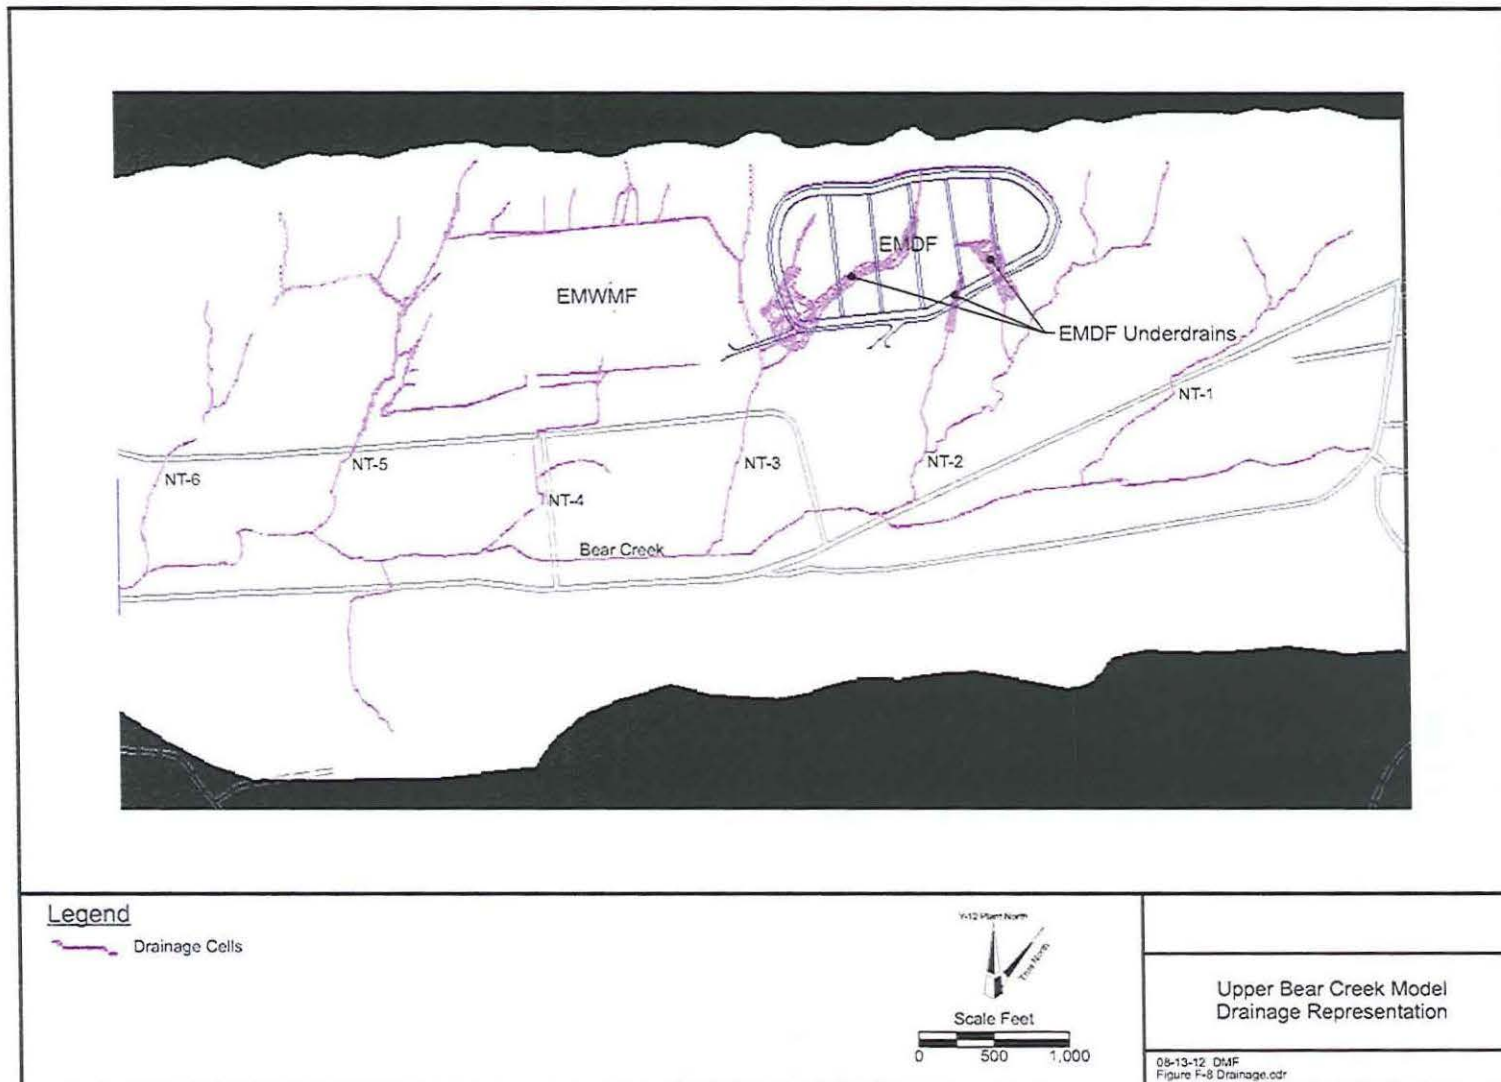 EMDF
EMWMF
EMDF Underdrains
NT-1
NT-2
NT-3
NT-4
NT-5
NT-6
Bear Creek
Legend
Drainage Cells
Y-12 Plant North
True North
Scale Feet
0 500 1,000
Upper Bear Creek Model
Drainage Representation
08-13-12 DMF
Figure F-8 Drainage.cdr